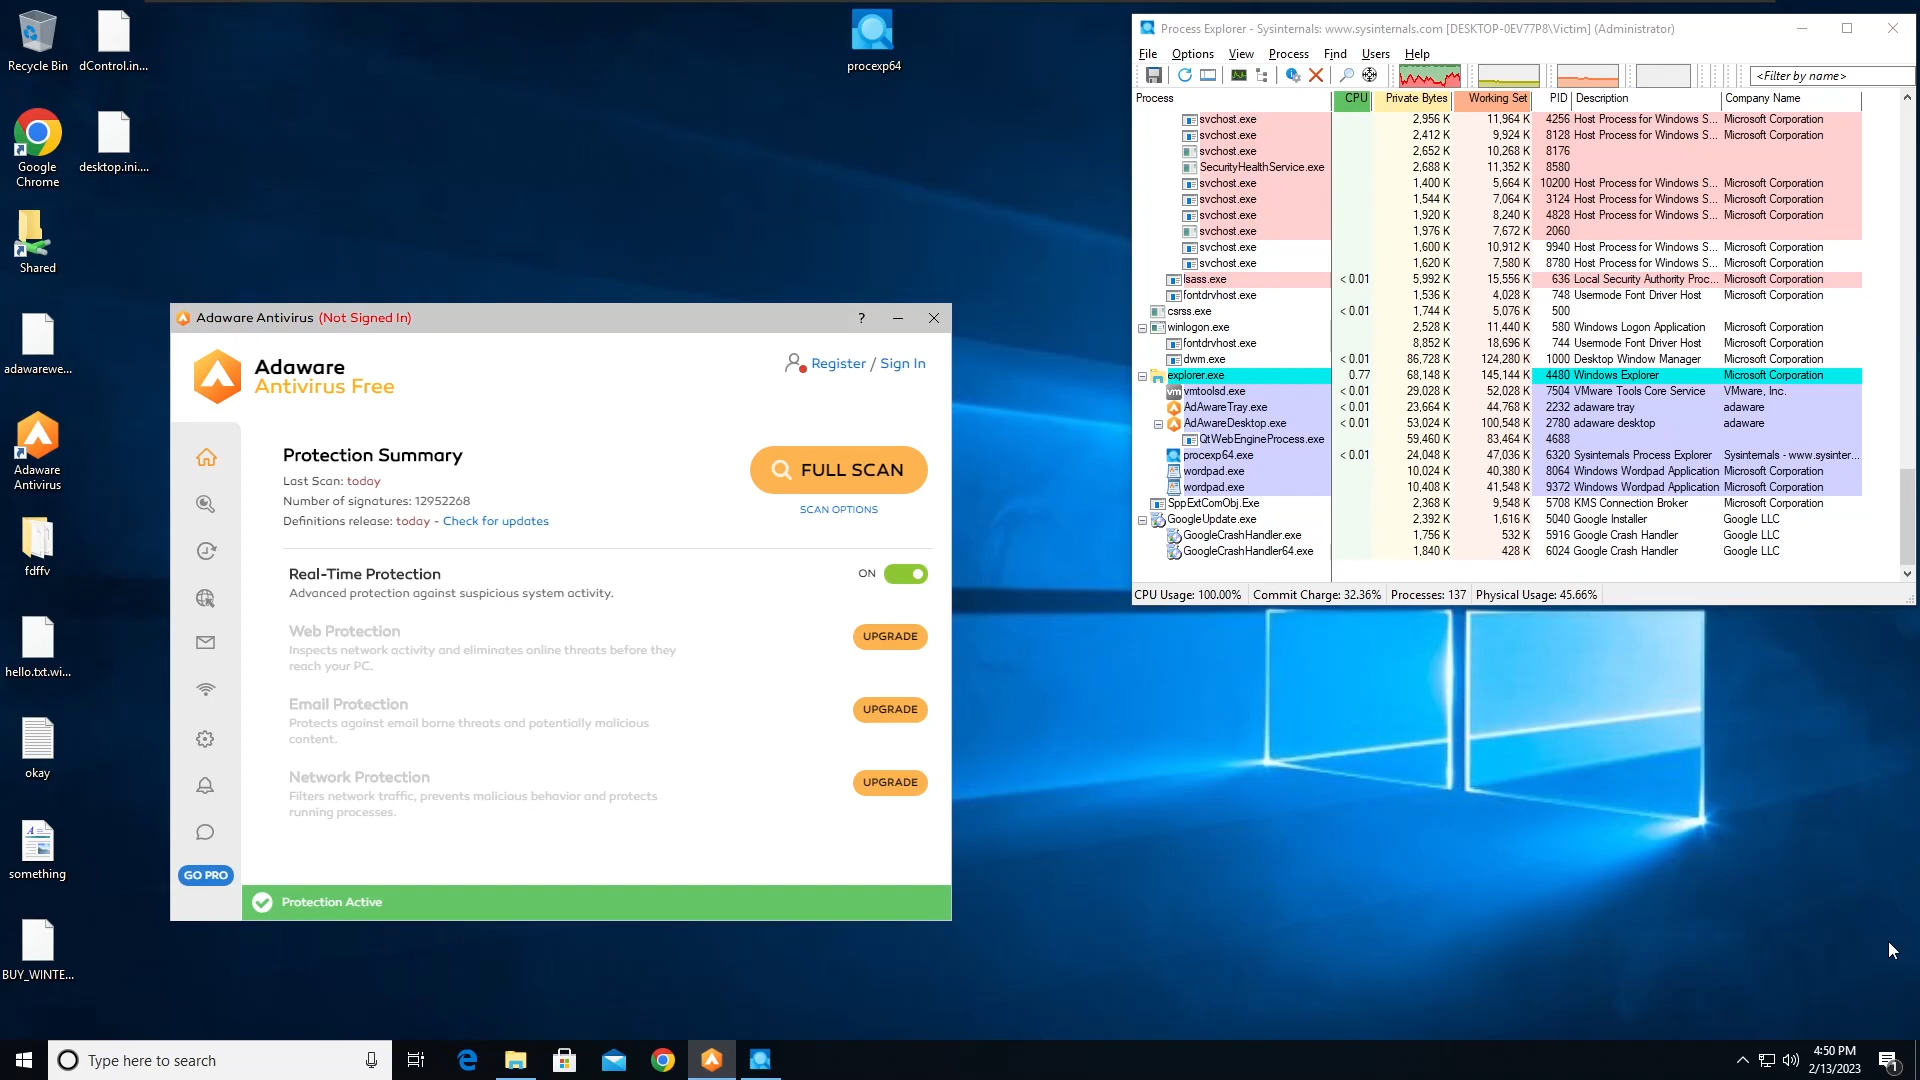 Recycle Bin
dControl.in...
procexp64
Google
Chrome
desktop.ini....
Shared
adawarewe...
Adaware
Antivirus
fdffv
hello.txt.wi...
okay
something
BUY_WINTE...
Adaware Antivirus (Not Signed In)
?
Adaware
Antivirus Free
Register / Sign In
Protection Summary
Last Scan: today
Number of signatures: 12952268
Definitions release: today - Check for updates
FULL SCAN
SCAN OPTIONS
Real-Time Protection
Advanced protection against suspicious system activity.
ON
Web Protection
Inspects network activity and eliminates online threats before they
reach your PC.
UPGRADE
Email Protection
Protects against email borne threats and potentially malicious
content.
UPGRADE
Network Protection
Filters network traffic, prevents malicious behavior and protects
running processes.
UPGRADE
GO PRO
Protection Active
Process Explorer - Sysinternals: www.sysinternals.com [DESKTOP-0EV77P8\Victim] (Administrator)
File Options View Process Find Users Help
<Filter by name>
Process CPU Private Bytes Working Set PID Description Company Name
svchost.exe 2,956 K 11,964 K 4256 Host Process for Windows S... Microsoft Corporation
svchost.exe 2,412 K 9,924 K 8128 Host Process for Windows S... Microsoft Corporation
svchost.exe 2,652 K 10,268 K 8176
SecurityHealthService.exe 2,688 K 11,352 K 8580
svchost.exe 1,400 K 5,664 K 10200 Host Process for Windows S... Microsoft Corporation
svchost.exe 1,544 K 7,064 K 3124 Host Process for Windows S... Microsoft Corporation
svchost.exe 1,920 K 8,240 K 4828 Host Process for Windows S... Microsoft Corporation
svchost.exe 1,976 K 7,672 K 2060
svchost.exe 1,600 K 10,912 K 9940 Host Process for Windows S... Microsoft Corporation
svchost.exe 1,620 K 7,580 K 8780 Host Process for Windows S... Microsoft Corporation
lsass.exe < 0.01 5,992 K 15,556 K 636 Local Security Authority Proc... Microsoft Corporation
fontdrvhost.exe 1,536 K 4,028 K 748 Usermode Font Driver Host Microsoft Corporation
csrss.exe < 0.01 1,744 K 5,076 K 500
winlogon.exe 2,528 K 11,440 K 580 Windows Logon Application Microsoft Corporation
fontdrvhost.exe 8,852 K 18,696 K 744 Usermode Font Driver Host Microsoft Corporation
dwm.exe < 0.01 86,728 K 124,280 K 1000 Desktop Window Manager Microsoft Corporation
explorer.exe 0.77 68,148 K 145,144 K 4480 Windows Explorer Microsoft Corporation
vm vmtoolsd.exe < 0.01 29,028 K 52,028 K 7504 VMware Tools Core Service VMware, Inc.
AdAwareTray.exe < 0.01 23,664 K 44,768 K 2232 adaware tray adaware
AdAwareDesktop.exe < 0.01 53,024 K 100,548 K 2780 adaware desktop adaware
QtWebEngineProcess.exe 59,460 K 83,464 K 4688
procexp64.exe < 0.01 24,048 K 47,036 K 6320 Sysinternals Process Explorer Sysinternals - www.sysinter...
wordpad.exe 10,024 K 40,380 K 8064 Windows Wordpad Application Microsoft Corporation
wordpad.exe 10,408 K 41,548 K 9372 Windows Wordpad Application Microsoft Corporation
SppExtComObj.Exe 2,368 K 9,548 K 5708 KMS Connection Broker Microsoft Corporation
GoogleUpdate.exe 2,392 K 1,616 K 5040 Google Installer Google LLC
GoogleCrashHandler.exe 1,756 K 532 K 5916 Google Crash Handler Google LLC
GoogleCrashHandler64.exe 1,840 K 428 K 6024 Google Crash Handler Google LLC
CPU Usage: 100.00% Commit Charge: 32.36% Processes: 137 Physical Usage: 45.66%
Type here to search
4:50 PM
2/13/2023
1